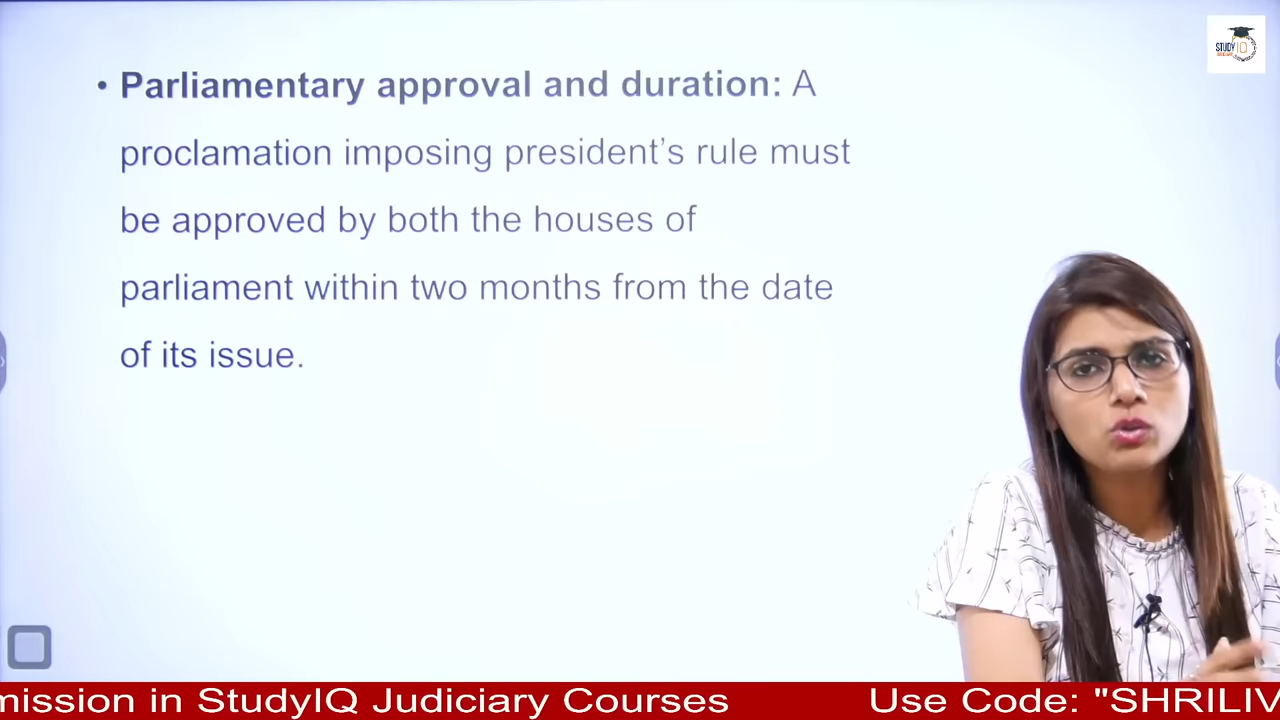 STUDY IQ
• Parliamentary approval and duration: A
proclamation imposing president’s rule must
be approved by both the houses of
parliament within two months from the date
of its issue.
mission in StudyIQ Judiciary Courses Use Code: "SHRILIV